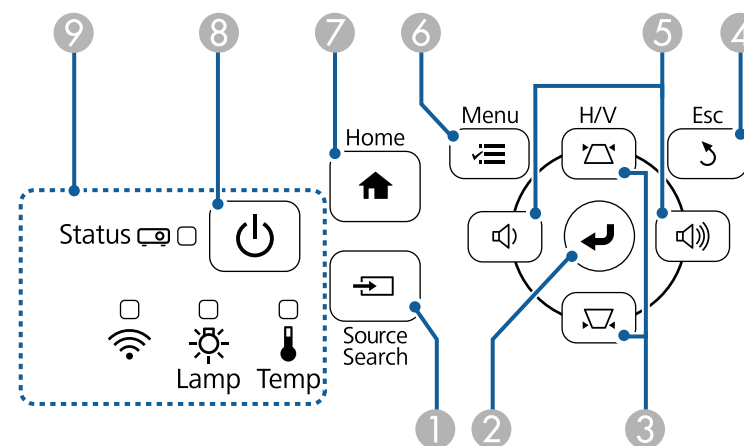 9 8 7 6 5 4
Menu H/V Esc
Home
Status
Source
Search
Lamp Temp
1 2 3